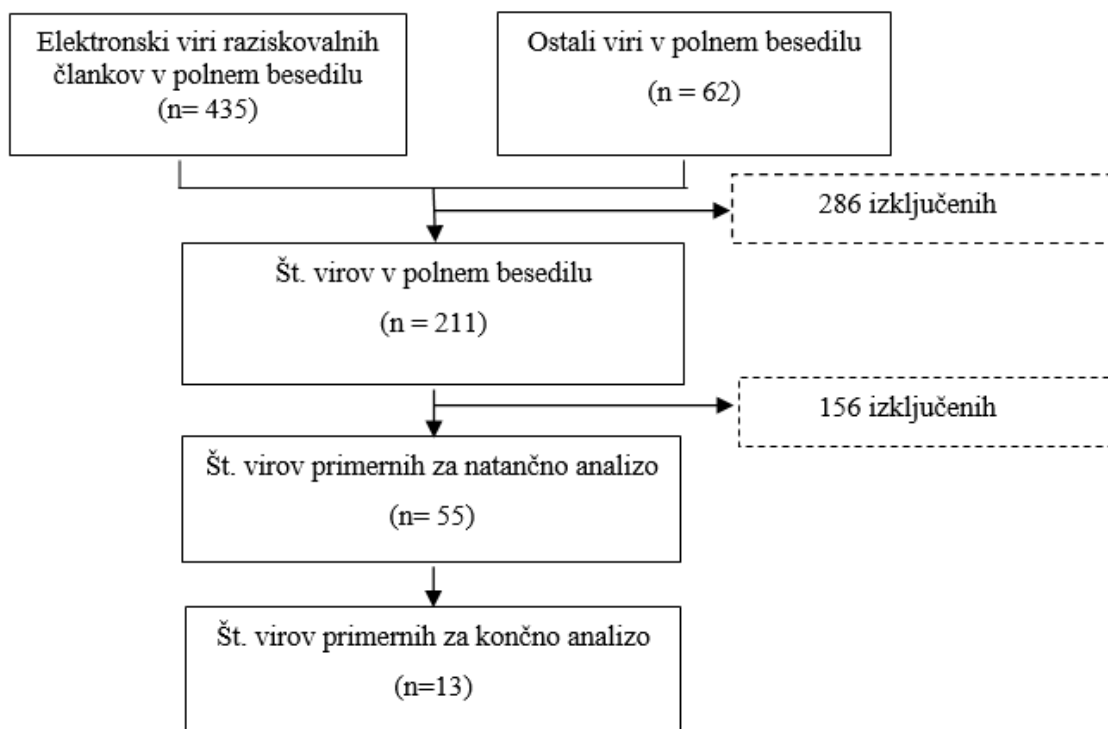 Elektronski viri raziskovalnih
člankov v polnem besedilu
(n= 435)
Ostali viri v polnem besedilu
(n = 62)
286 izključenih
Št. virov v polnem besedilu
(n = 211)
156 izključenih
Št. virov primernih za natančno analizo
(n= 55)
Št. virov primernih za končno analizo
(n=13)